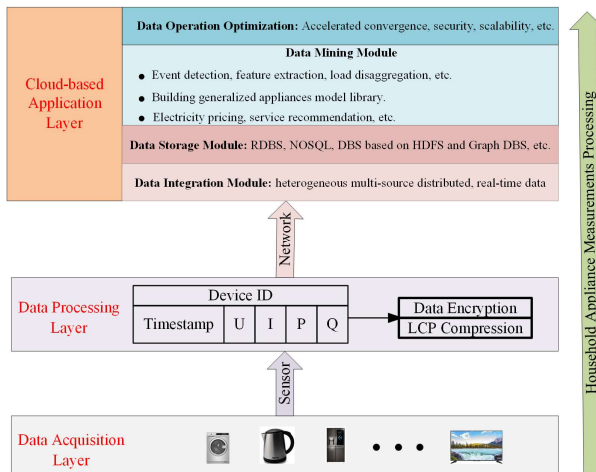 Data Operation Optimization: Accelerated convergence, security, scalability, etc.
Data Mining Module
Cloud-based
Application
Layer
● Event detection, feature extraction, load disaggregation, etc.
● Building generalized appliances model library.
● Electricity pricing, service recommendation, etc.
Data Storage Module: RDBS, NOSQL, DBS based on HDFS and Graph DBS, etc.
Data Integration Module: heterogeneous multi-source distributed, real-time data
Network
Data Processing
Layer
Device ID
Timestamp U I P Q
Data Encryption
LCP Compression
Sensor
Data Acquisition
Layer
Household Appliance Measurements Processing